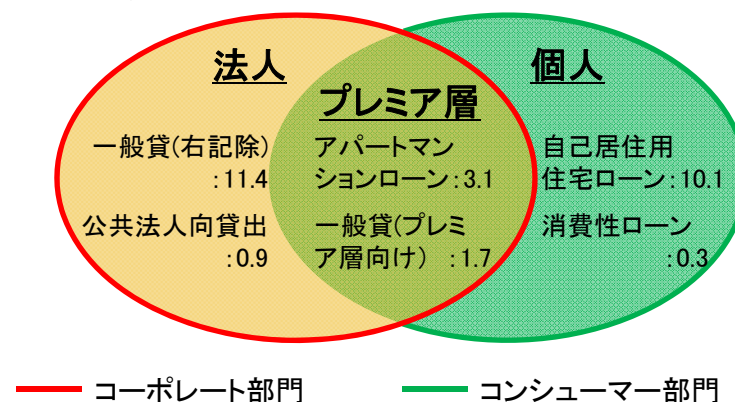 法人
個人
プレミア層
一般貸(右記除)
:11.4
公共法人向貸出
:0.9
アパートマン
ションローン:3.1
一般貸(プレミ
ア層向け) :1.7
自己居住用
住宅ローン:10.1
消費性ローン
:0.3
コーポレート部門
コンシューマー部門